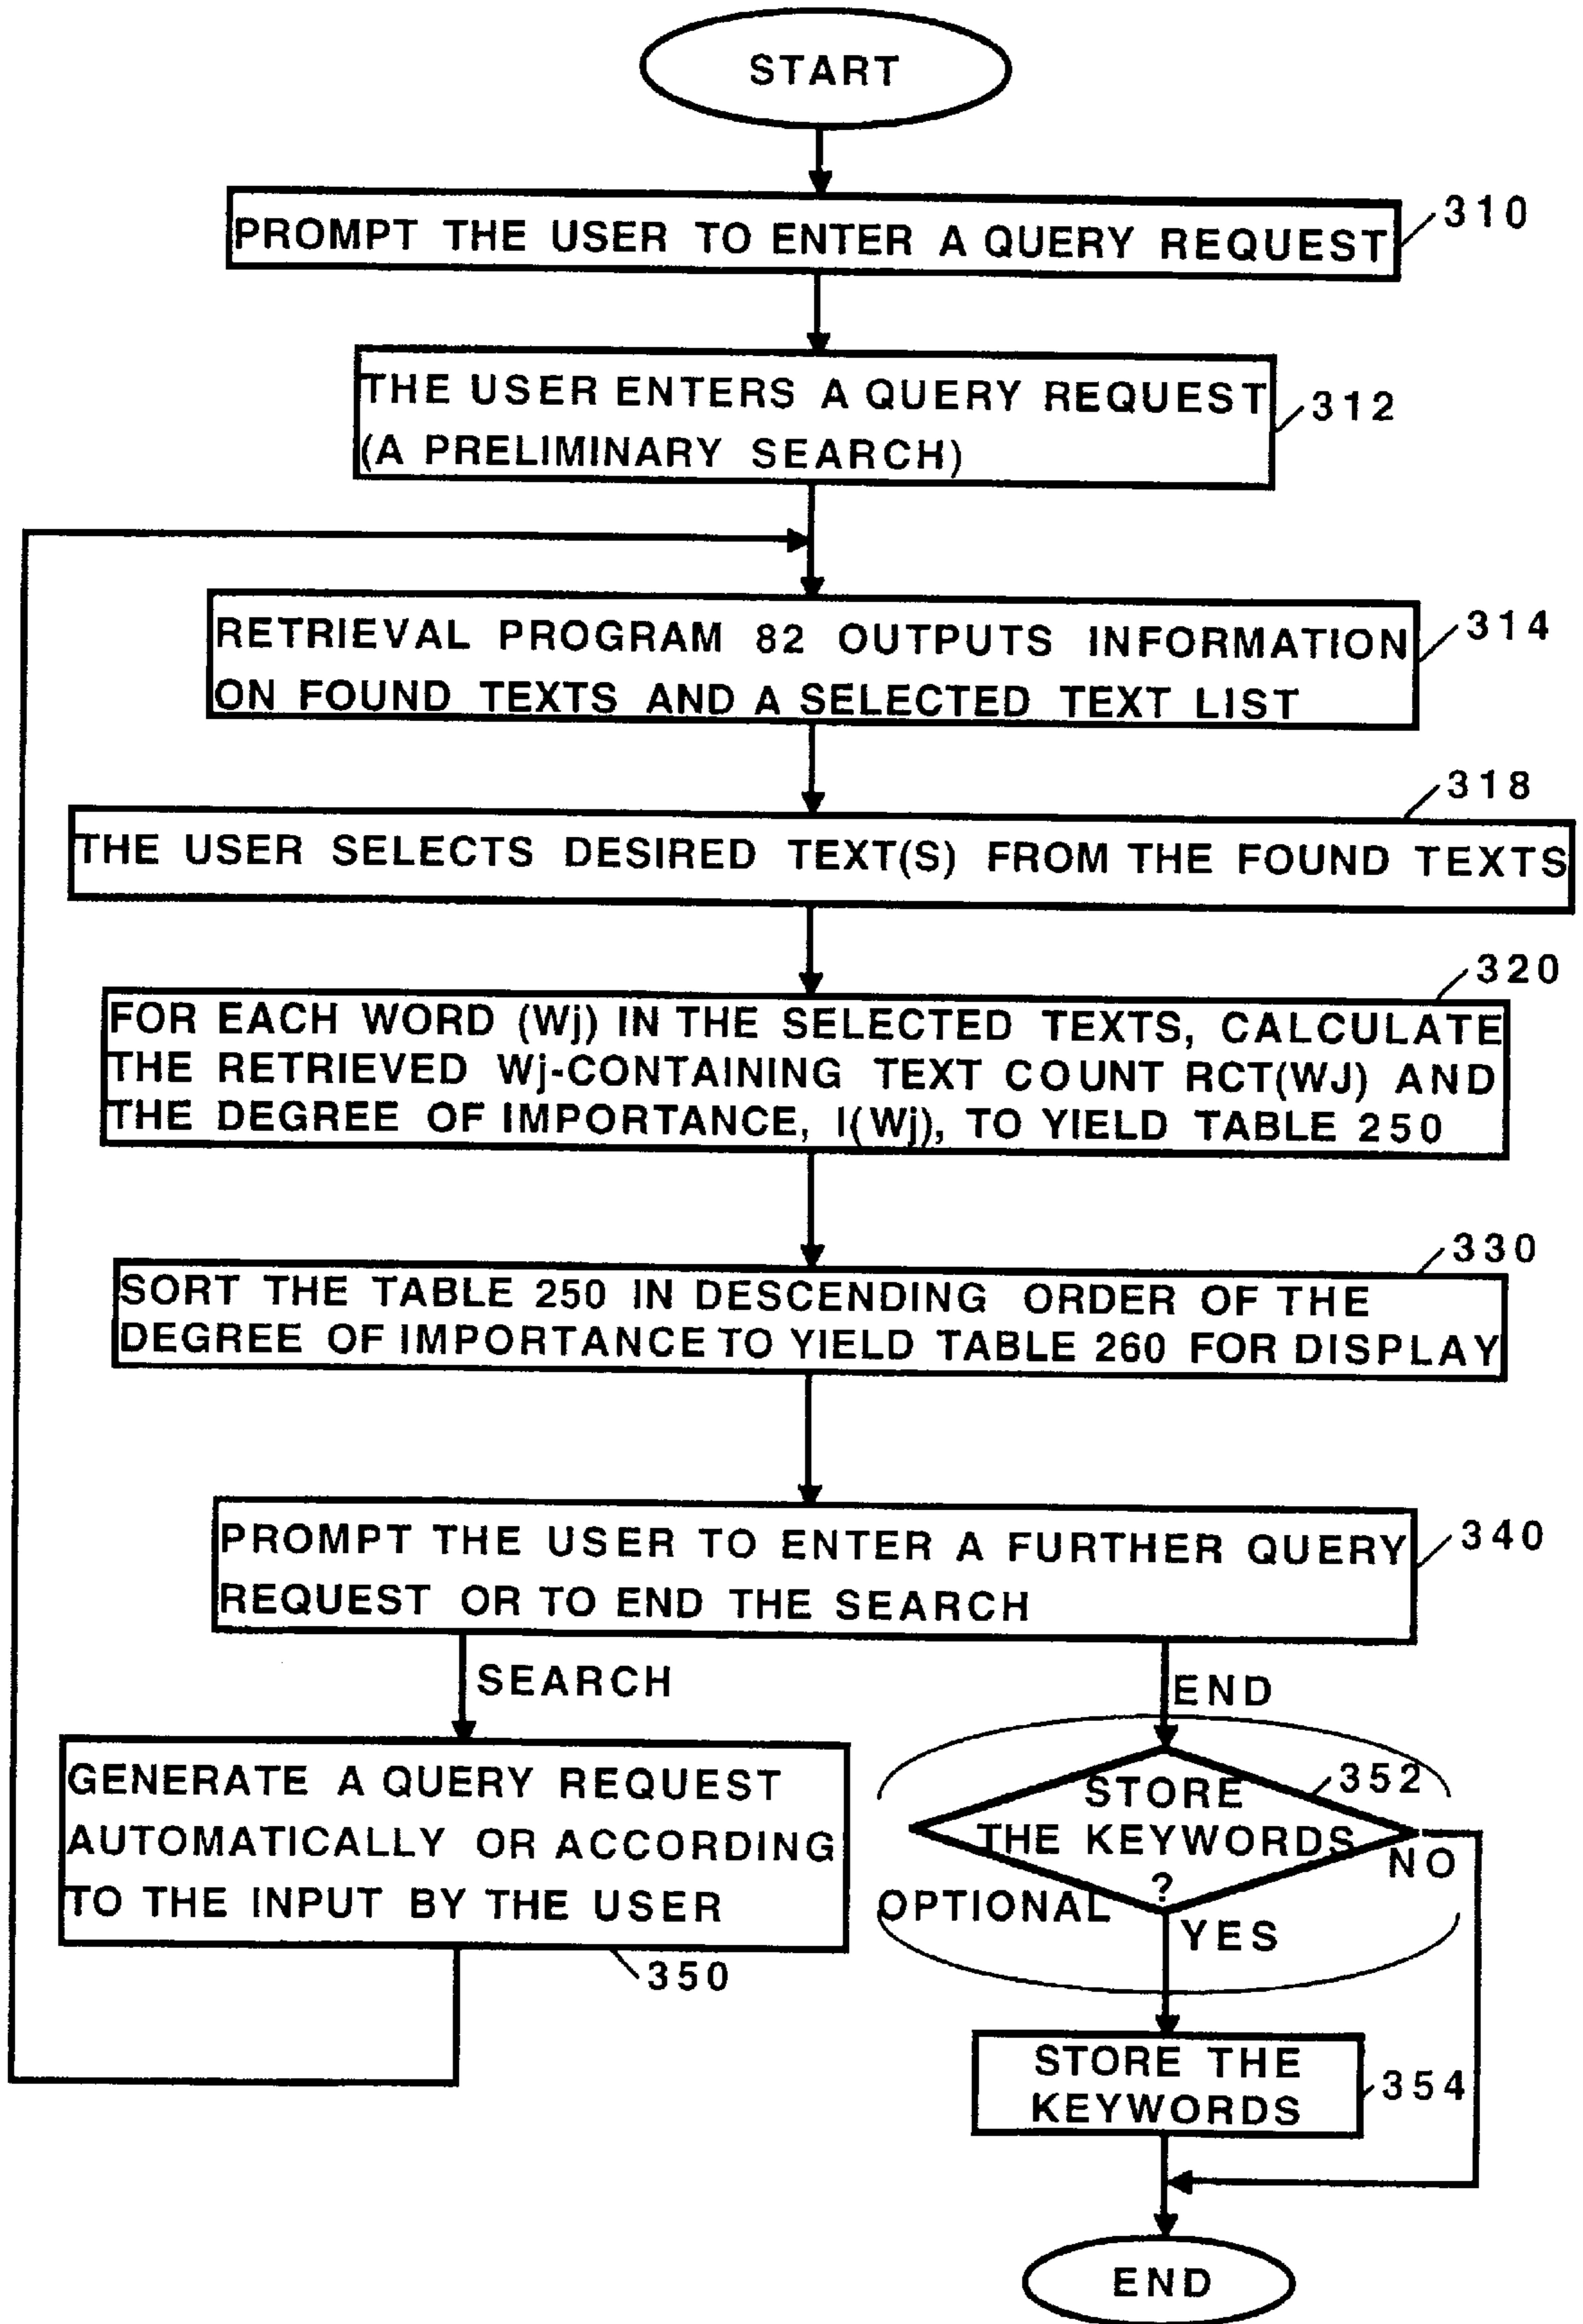 START
PROMPT THE USER TO ENTER A QUERY REQUEST
310
THE USER ENTERS A QUERY REQUEST
(A PRELIMINARY SEARCH)
312
RETRIEVAL PROGRAM 82 OUTPUTS INFORMATION
ON FOUND TEXTS AND A SELECTED TEXT LIST
314
318
THE USER SELECTS DESIRED TEXT(S) FROM THE FOUND TEXTS
320
FOR EACH WORD (Wj) IN THE SELECTED TEXTS, CALCULATE
THE RETRIEVED Wj-CONTAINING TEXT COUNT RCT(WJ) AND
THE DEGREE OF IMPORTANCE, I(Wj), TO YIELD TABLE 250
330
SORT THE TABLE 250 IN DESCENDING ORDER OF THE
DEGREE OF IMPORTANCE TO YIELD TABLE 260 FOR DISPLAY
PROMPT THE USER TO ENTER A FURTHER QUERY
REQUEST OR TO END THE SEARCH
340
SEARCH
END
GENERATE A QUERY REQUEST
AUTOMATICALLY OR ACCORDING
TO THE INPUT BY THE USER
350
STORE
THE KEYWORDS
?
352
NO
OPTIONAL
YES
STORE THE
KEYWORDS
354
END